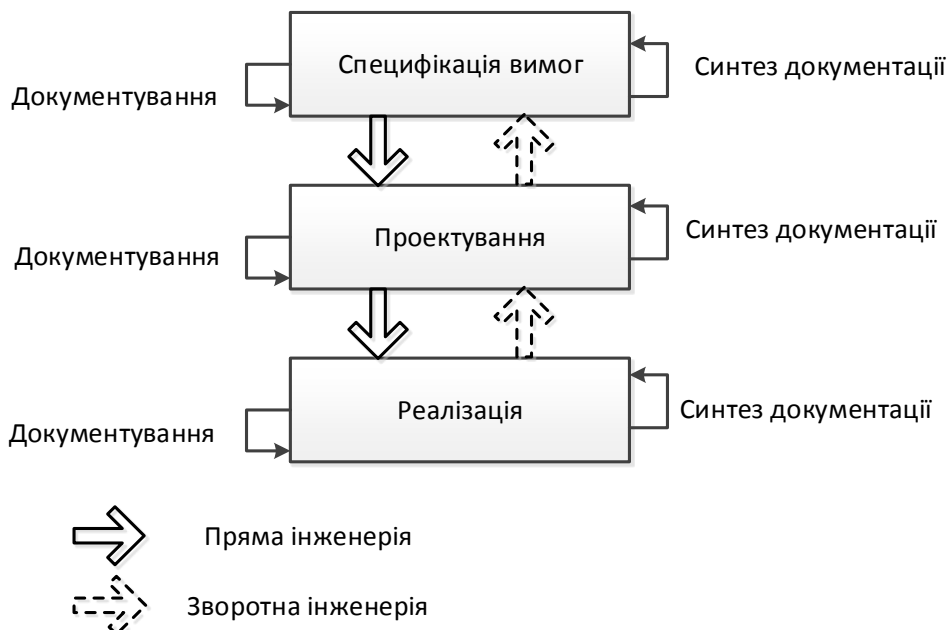 Специфікація вимог
Документування
Синтез документації
Проектування
Документування
Синтез документації
Реалізація
Документування
Синтез документації
Пряма інженерія
Зворотна інженерія